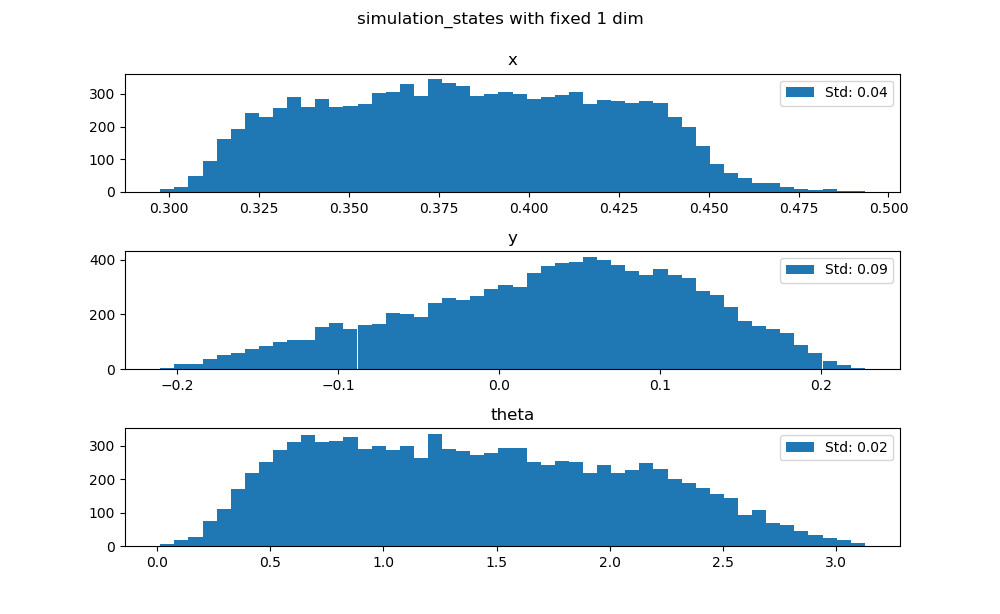 simulation_states with fixed 1 dim
x
300
200
100
0
Std: 0.04
0.300 0.325 0.350 0.375 0.400 0.425 0.450 0.475 0.500
y
400
200
0
Std: 0.09
−0.2 −0.1 0.0 0.1 0.2
theta
300
200
100
0
Std: 0.02
0.0 0.5 1.0 1.5 2.0 2.5 3.0